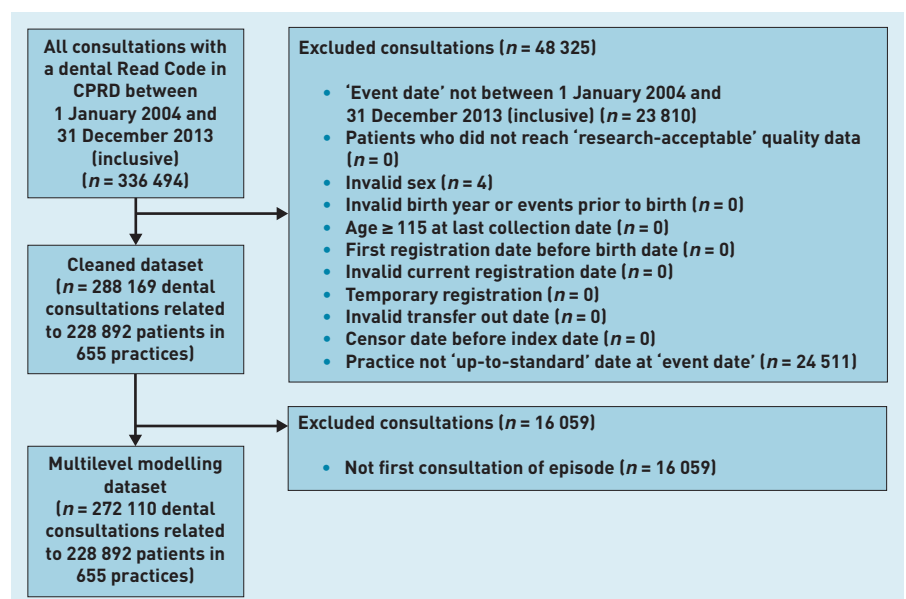 All consultations with
a dental Read Code in
CPRD between
1 January 2004 and
31 December 2013
(inclusive)
(n = 336 494)
Excluded consultations (n = 48 325)
• ‘Event date’ not between 1 January 2004 and
31 December 2013 (inclusive) (n = 23 810)
• Patients who did not reach ‘research-acceptable’ quality data
(n = 0)
• Invalid sex (n = 4)
• Invalid birth year or events prior to birth (n = 0)
• Age ≥ 115 at last collection date (n = 0)
• First registration date before birth date (n = 0)
• Invalid current registration date (n = 0)
• Temporary registration (n = 0)
• Invalid transfer out date (n = 0)
• Censor date before index date (n = 0)
• Practice not ‘up-to-standard’ date at ‘event date’ (n = 24 511)
Cleaned dataset
(n = 288 169 dental
consultations related
to 228 892 patients in
655 practices)
Excluded consultations (n = 16 059)
• Not first consultation of episode (n = 16 059)
Multilevel modelling
dataset
(n = 272 110 dental
consultations related
to 228 892 patients in
655 practices)